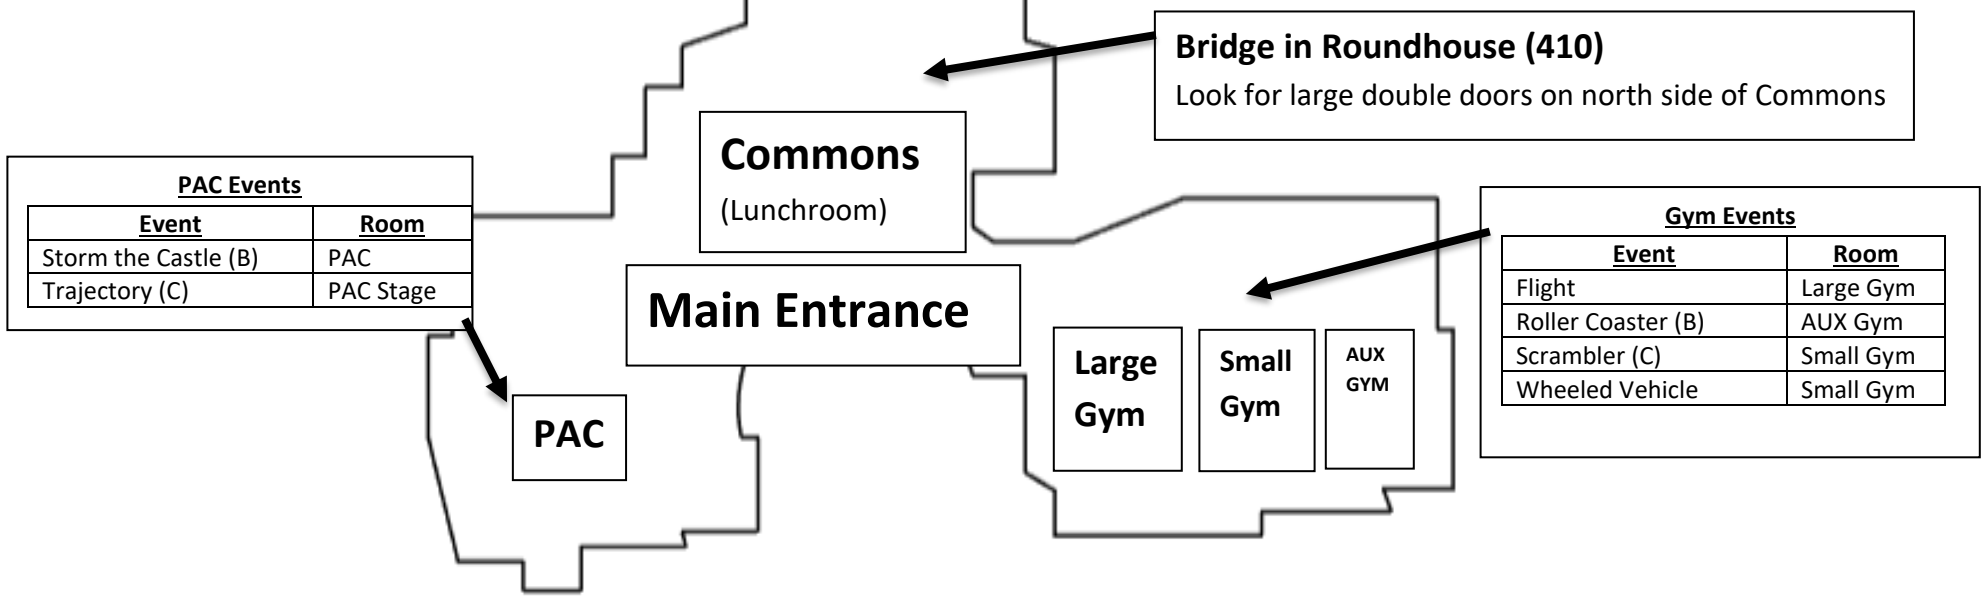 Bridge in Roundhouse (410)
Look for large double doors on north side of Commons
Commons
(Lunchroom)
PAC Events
Event Room
Storm the Castle (B) PAC
Trajectory (C) PAC Stage
Main Entrance
PAC
Large
Gym
Small
Gym
AUX
GYM
Gym Events
Event Room
Flight Large Gym
Roller Coaster (B) AUX Gym
Scrambler (C) Small Gym
Wheeled Vehicle Small Gym